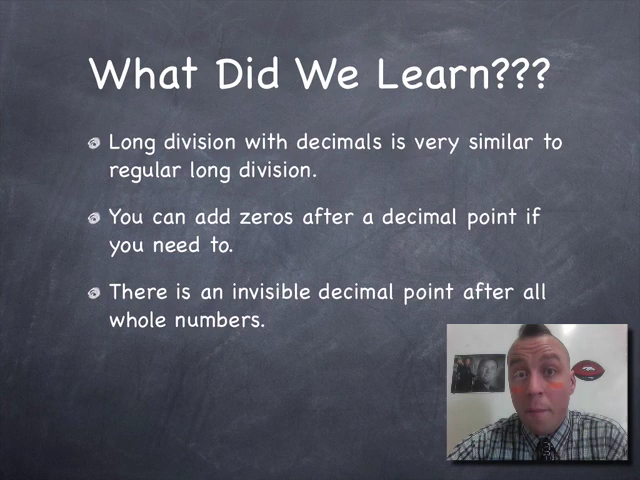 What Did We Learn???
Long division with decimals is very similar to
regular long division.
You can add zeros after a decimal point if
you need to.
There is an invisible decimal point after all
whole numbers.